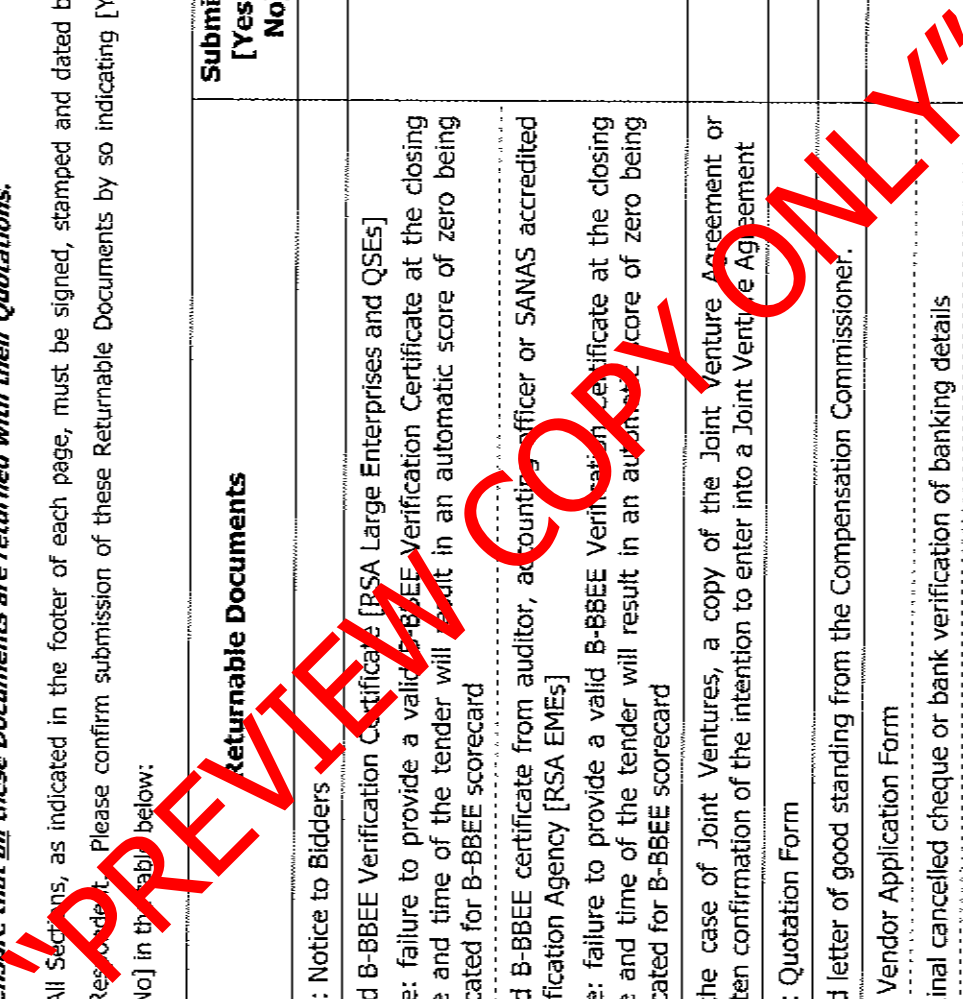 ensure that all these Documents are returned with their Quotations.
All Sections, as indicated in the footer of each page, must be signed, stamped and dated b
Respondent. Please confirm submission of these Returnable Documents by so indicating [Y
No] in the table below:
Returnable Documents
Submi
[Yes
No
: Notice to Bidders
d B-BBEE Verification Certificate [RSA Large Enterprises and QSEs]
e: failure to provide a valid B-BBEE Verification Certificate at the closing
e and time of the tender will result in an automatic score of zero being
cated for B-BBEE scorecard
d B-BBEE certificate from auditor, accounting officer or SANAS accredited
fication Agency [RSA EMEs]
e: failure to provide a valid B-BBEE Verification Certificate at the closing
e and time of the tender will result in an automatic score of zero being
cated for B-BBEE scorecard
the case of Joint Ventures, a copy of the Joint Venture Agreement or
ten confirmation of the intention to enter into a Joint Venture Agreement
: Quotation Form
d letter of good standing from the Compensation Commissioner.
Vendor Application Form
inal cancelled cheque or bank verification of banking details
"PREVIEW COPY ONLY"